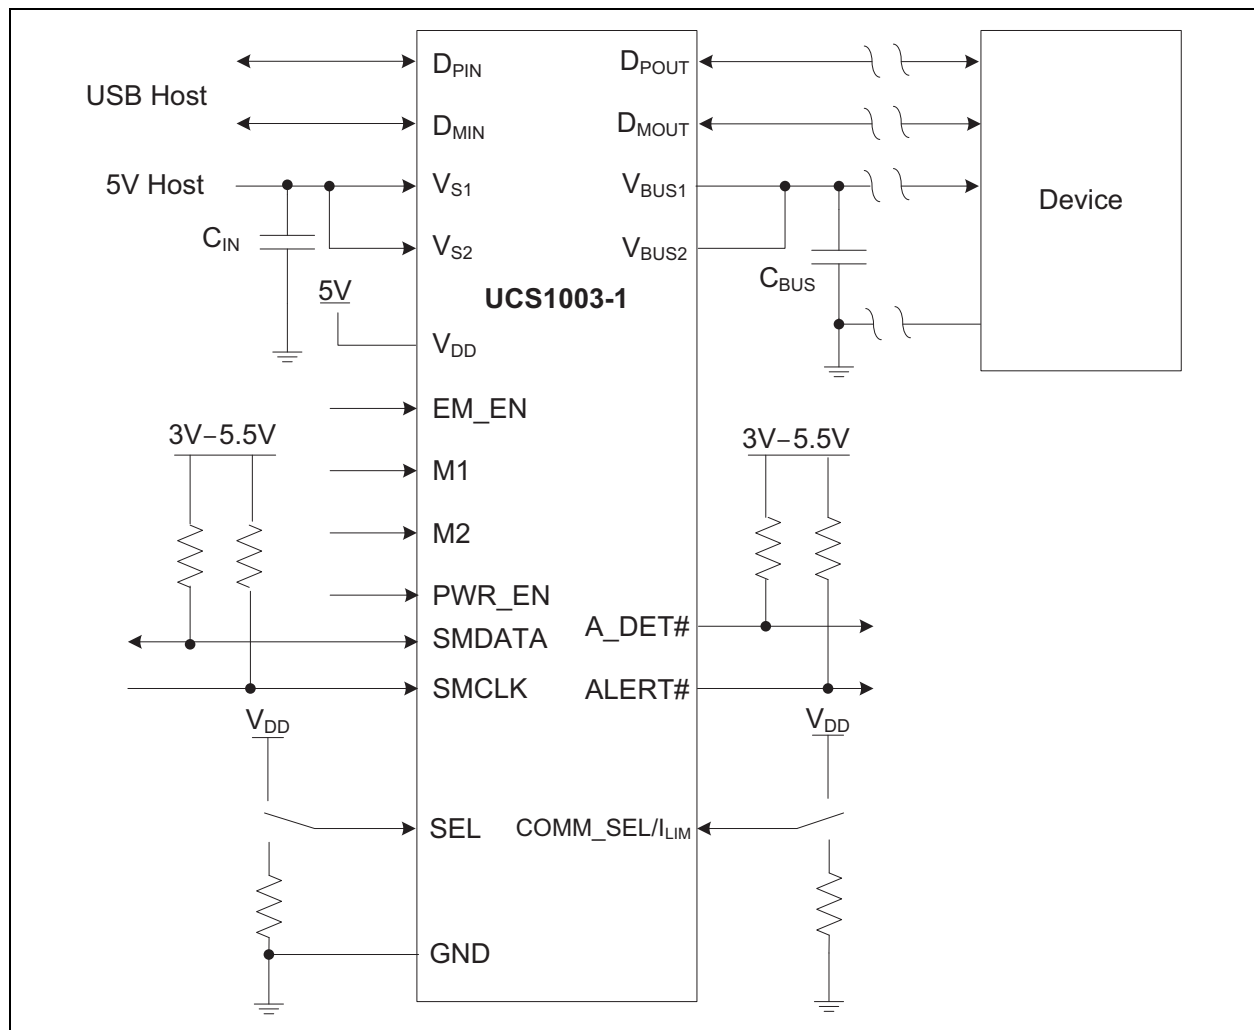 USB Host
5V Host
C_IN
5V
D_PIN
D_MIN
V_S1
V_S2
V_DD
EM_EN
M1
M2
PWR_EN
SMDATA
SMCLK
SEL
GND
UCS1003-1
D_POUT
D_MOUT
V_BUS1
V_BUS2
A_DET#
ALERT#
COMM_SEL/I_LIM
C_BUS
Device
3V–5.5V
V_DD
3V–5.5V
V_DD